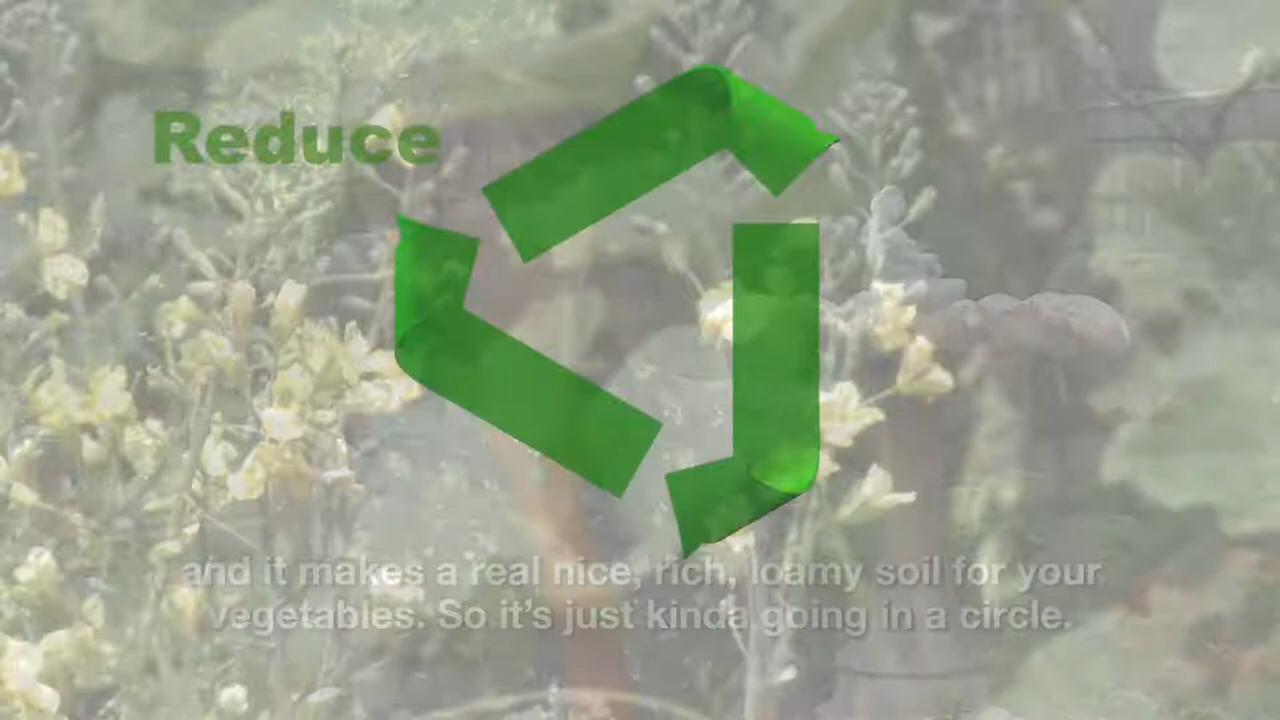 Reduce
and it makes a real nice, rich, loamy soil for your
vegetables. So it's just kinda going in a circle.